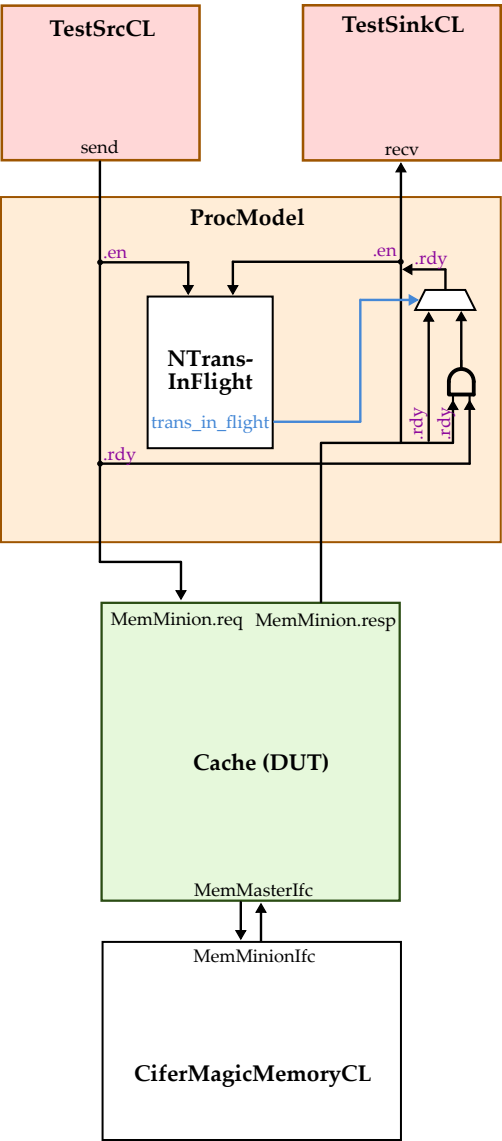 TestSrcCL
TestSinkCL
send
recv
ProcModel
.en
.en
.rdy
NTrans-
InFlight
trans_in_flight
.rdy
.rdy
.rdy
MemMinion.req
MemMinion.resp
Cache (DUT)
MemMasterIfc
MemMinionIfc
CiferMagicMemoryCL